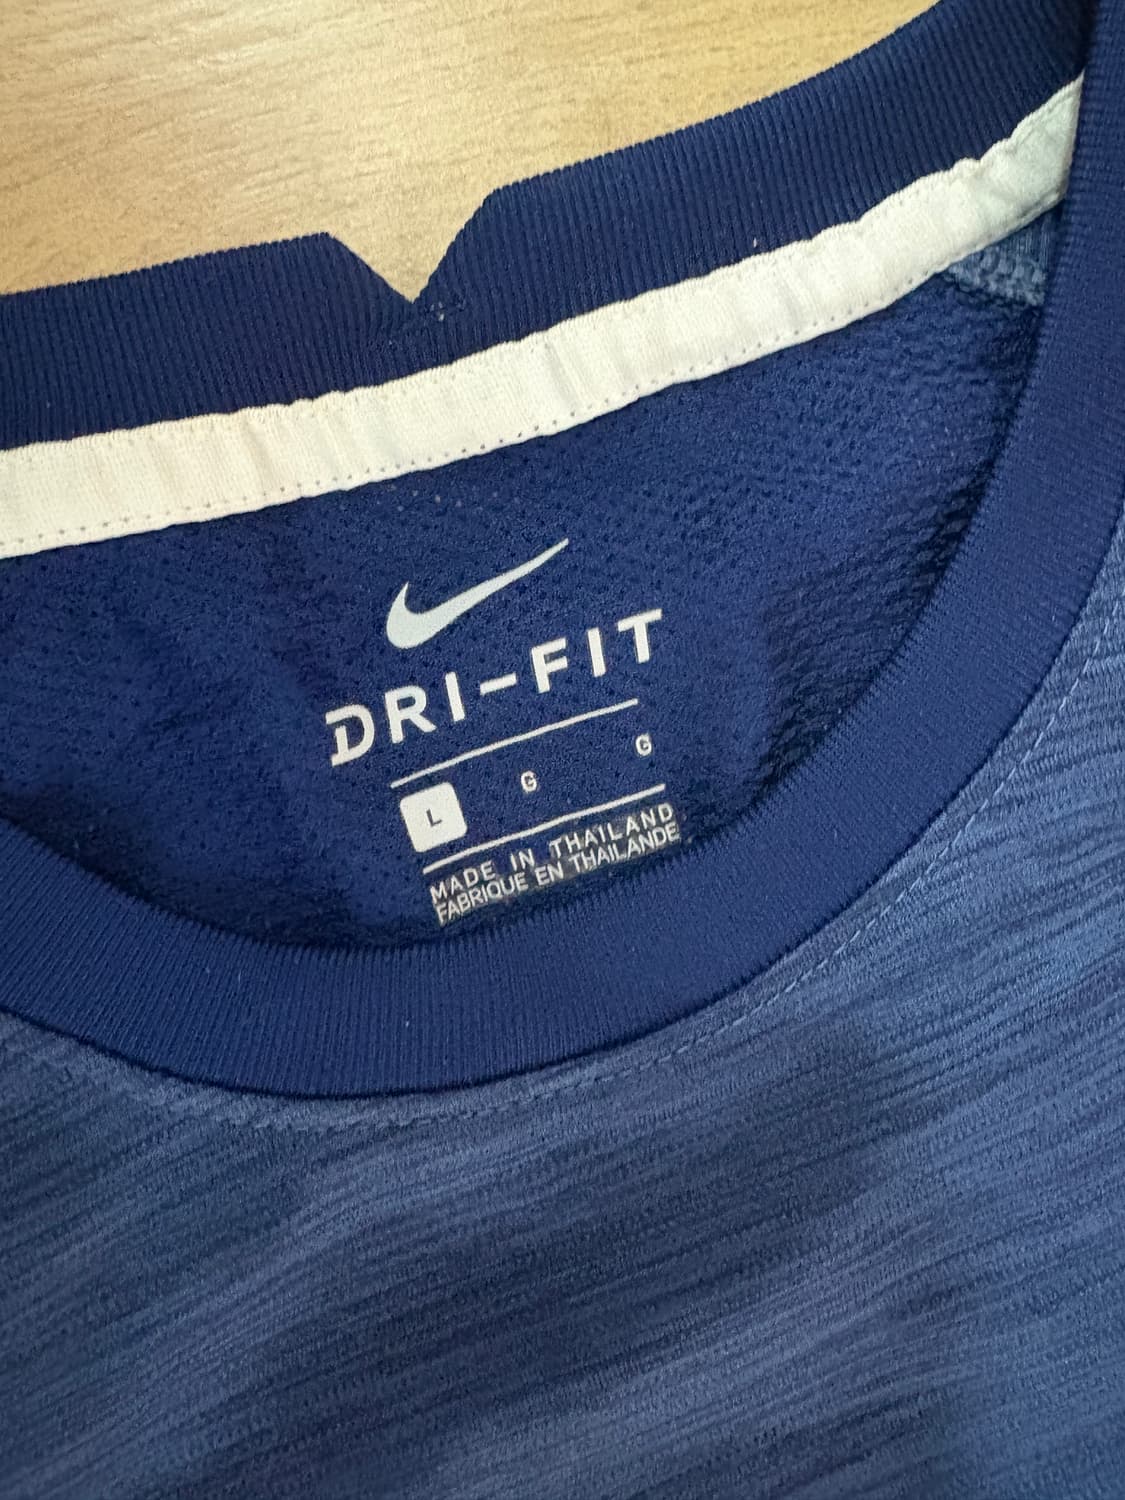 DRI-FIT
L G G
MADE IN THAILAND
FABRIQUE EN THAILANDE